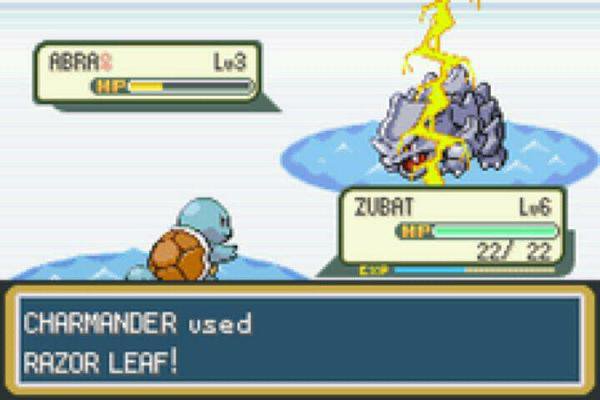 ABRA♀ Lv3
HP
ZUBAT Lv6
HP
22/ 22
EXP
CHARMANDER used
RAZOR LEAF!